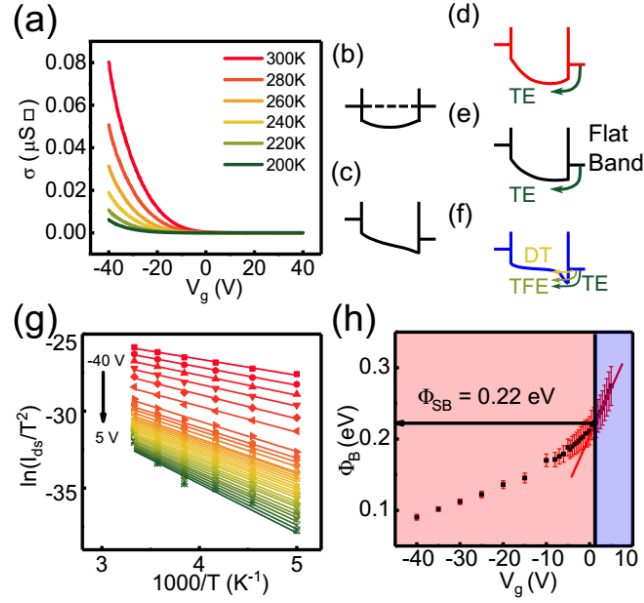 (a)
σ (μS □)
0.08
0.06
0.04
0.02
0.00
300K
280K
260K
240K
220K
200K
-40
-20
0
20
40
V_g (V)
(b)
(c)
(d)
TE
(e)
Flat
Band
TE
(f)
DT
TFE
TE
(g)
ln(I_ds/T²)
-25
-30
-35
-40 V
5 V
3
4
5
1000/T (K⁻¹)
(h)
Φ_B (eV)
0.3
0.2
0.1
Φ_SB = 0.22 eV
-40
-30
-20
-10
0
10
V_g (V)